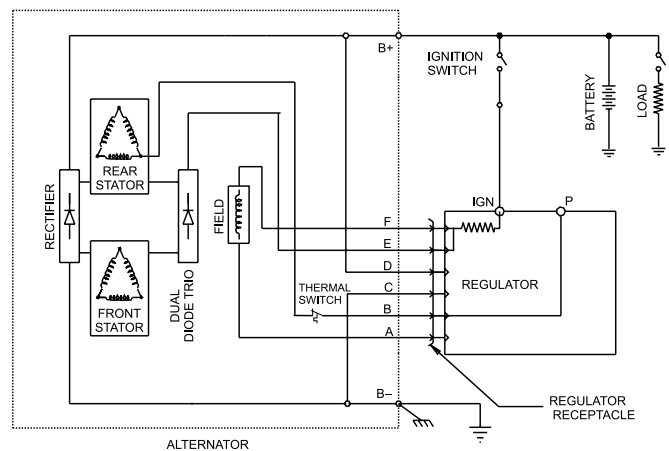 B+
IGNITION
SWITCH
BATTERY
LOAD
REAR
STATOR
RECTIFIER
FIELD
IGN
P
F
E
D
C
B
A
REGULATOR
THERMAL
SWITCH
FRONT
STATOR
DUAL
DIODE TRIO
B–
REGULATOR
RECEPTACLE
ALTERNATOR